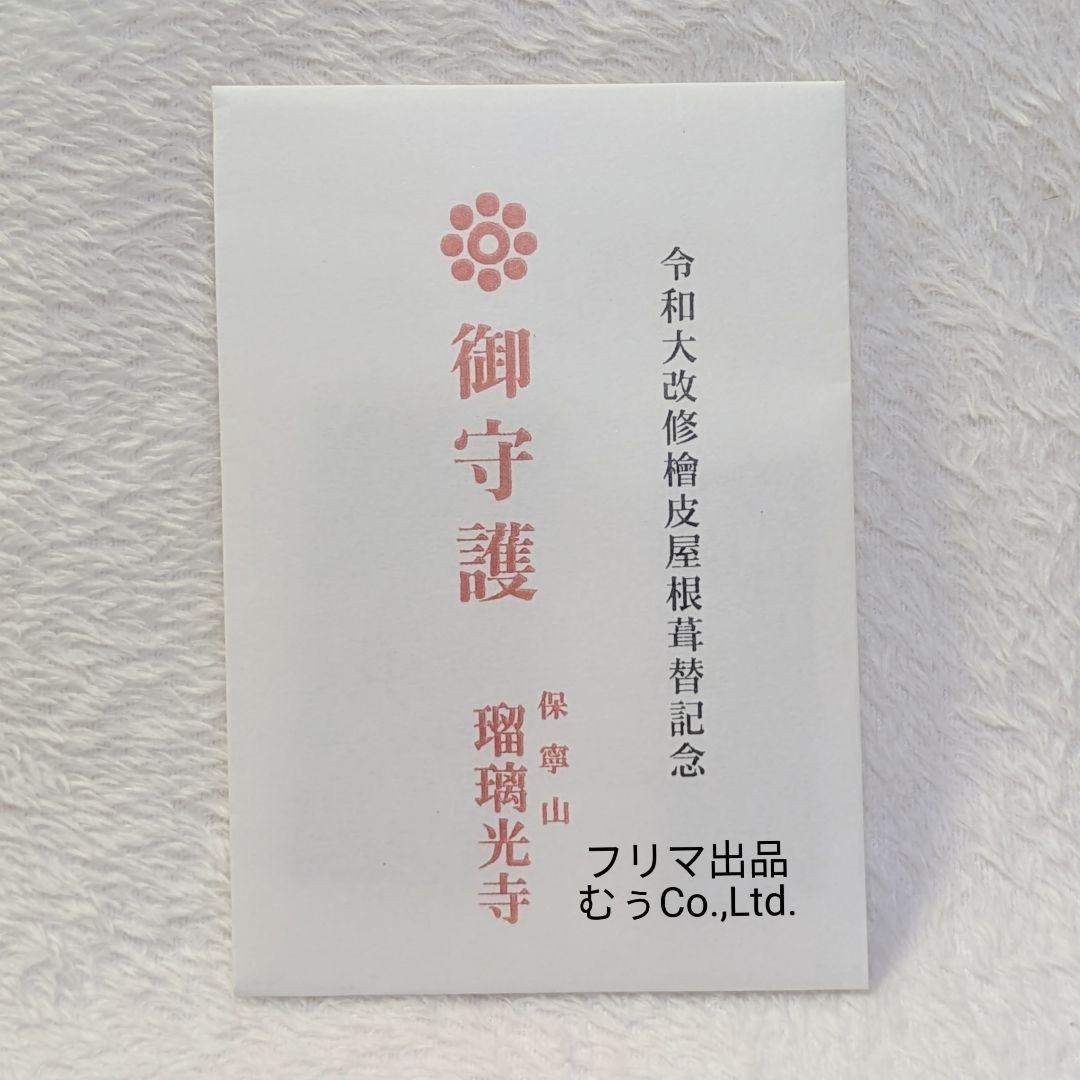 令和大改修檜皮屋根葺替記念
御守護
保寧山
瑠璃光寺
フリマ出品
むぅCo.,Ltd.